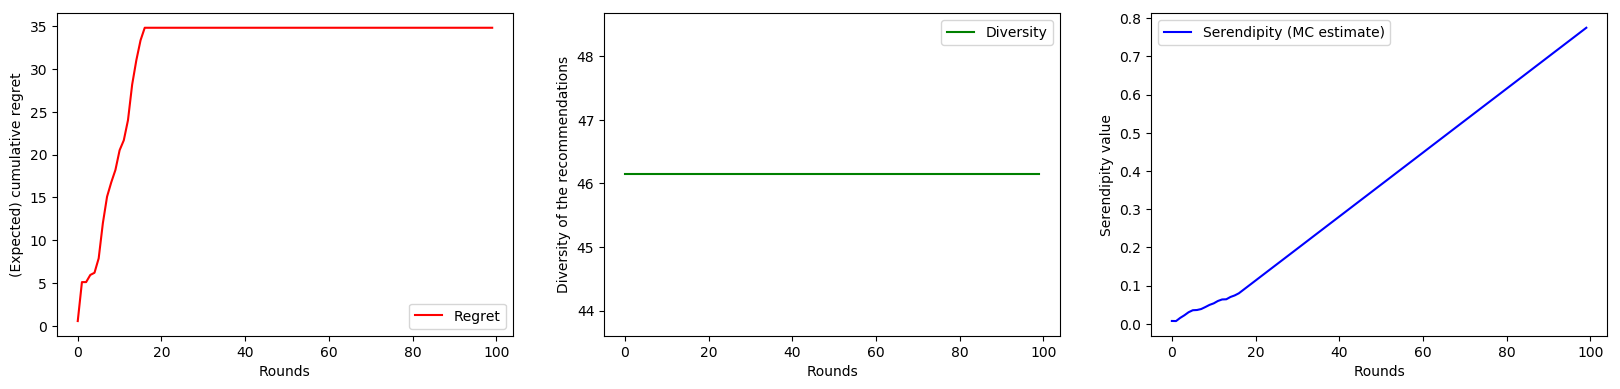 35
30
25
20
15
10
5
0
(Expected) cumulative regret
Regret
0 20 40 60 80 100
Rounds
48
47
46
45
44
Diversity of the recommendations
Diversity
0 20 40 60 80 100
Rounds
0.8
0.7
0.6
0.5
0.4
0.3
0.2
0.1
0.0
Serendipity value
Serendipity (MC estimate)
0 20 40 60 80 100
Rounds